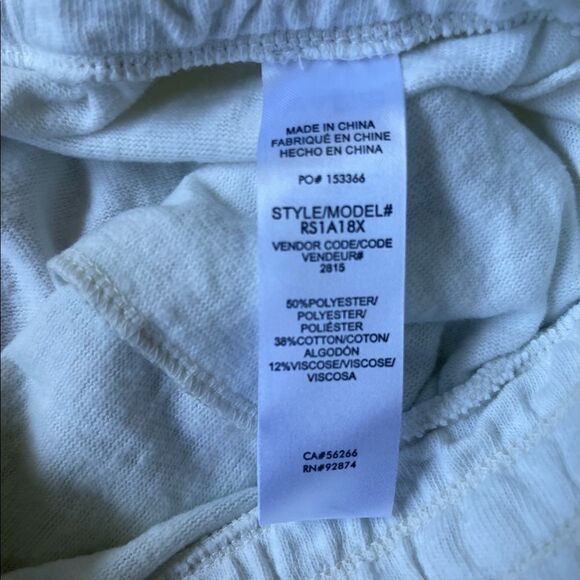 MADE IN CHINA
FABRIQUÉ EN CHINE
HECHO EN CHINA
PO# 153366
STYLE/MODEL#
RS1A18X
VENDOR CODE/CODE
VENDEUR#
2815
50%POLYESTER/
POLYESTER/
POLIÉSTER
38%COTTON/COTON/
ALGODÓN
12%VISCOSE/VISCOSE/
VISCOSA
CA#56266
RN#92874